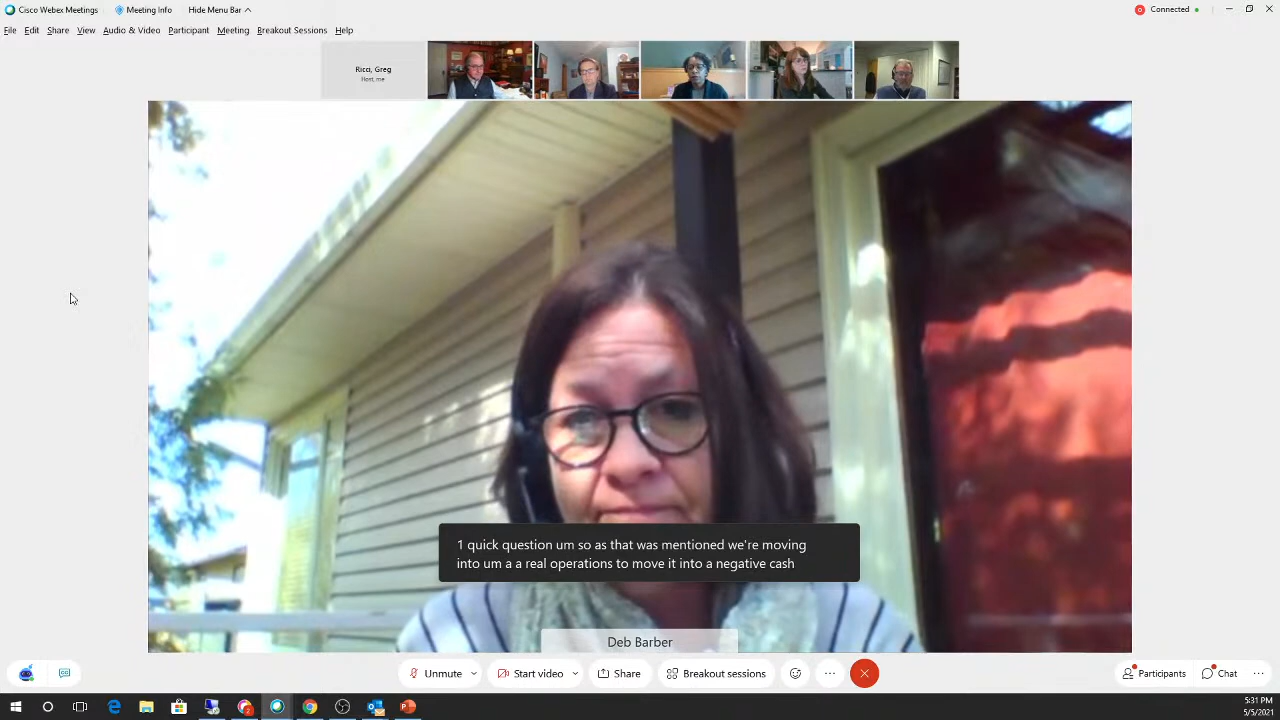 Cisco Webex Meetings
Meeting Info
Hide Menu Bar
Connected
File Edit Share View Audio & Video Participant Meeting Breakout Sessions Help
Ricci, Greg
Host, me
1 quick question um so as that was mentioned we're moving
into um a a real operations to move it into a negative cash
Deb Barber
Unmute
Start video
Share
Breakout sessions
Participants
Chat
2
5:31 PM
5/5/2021